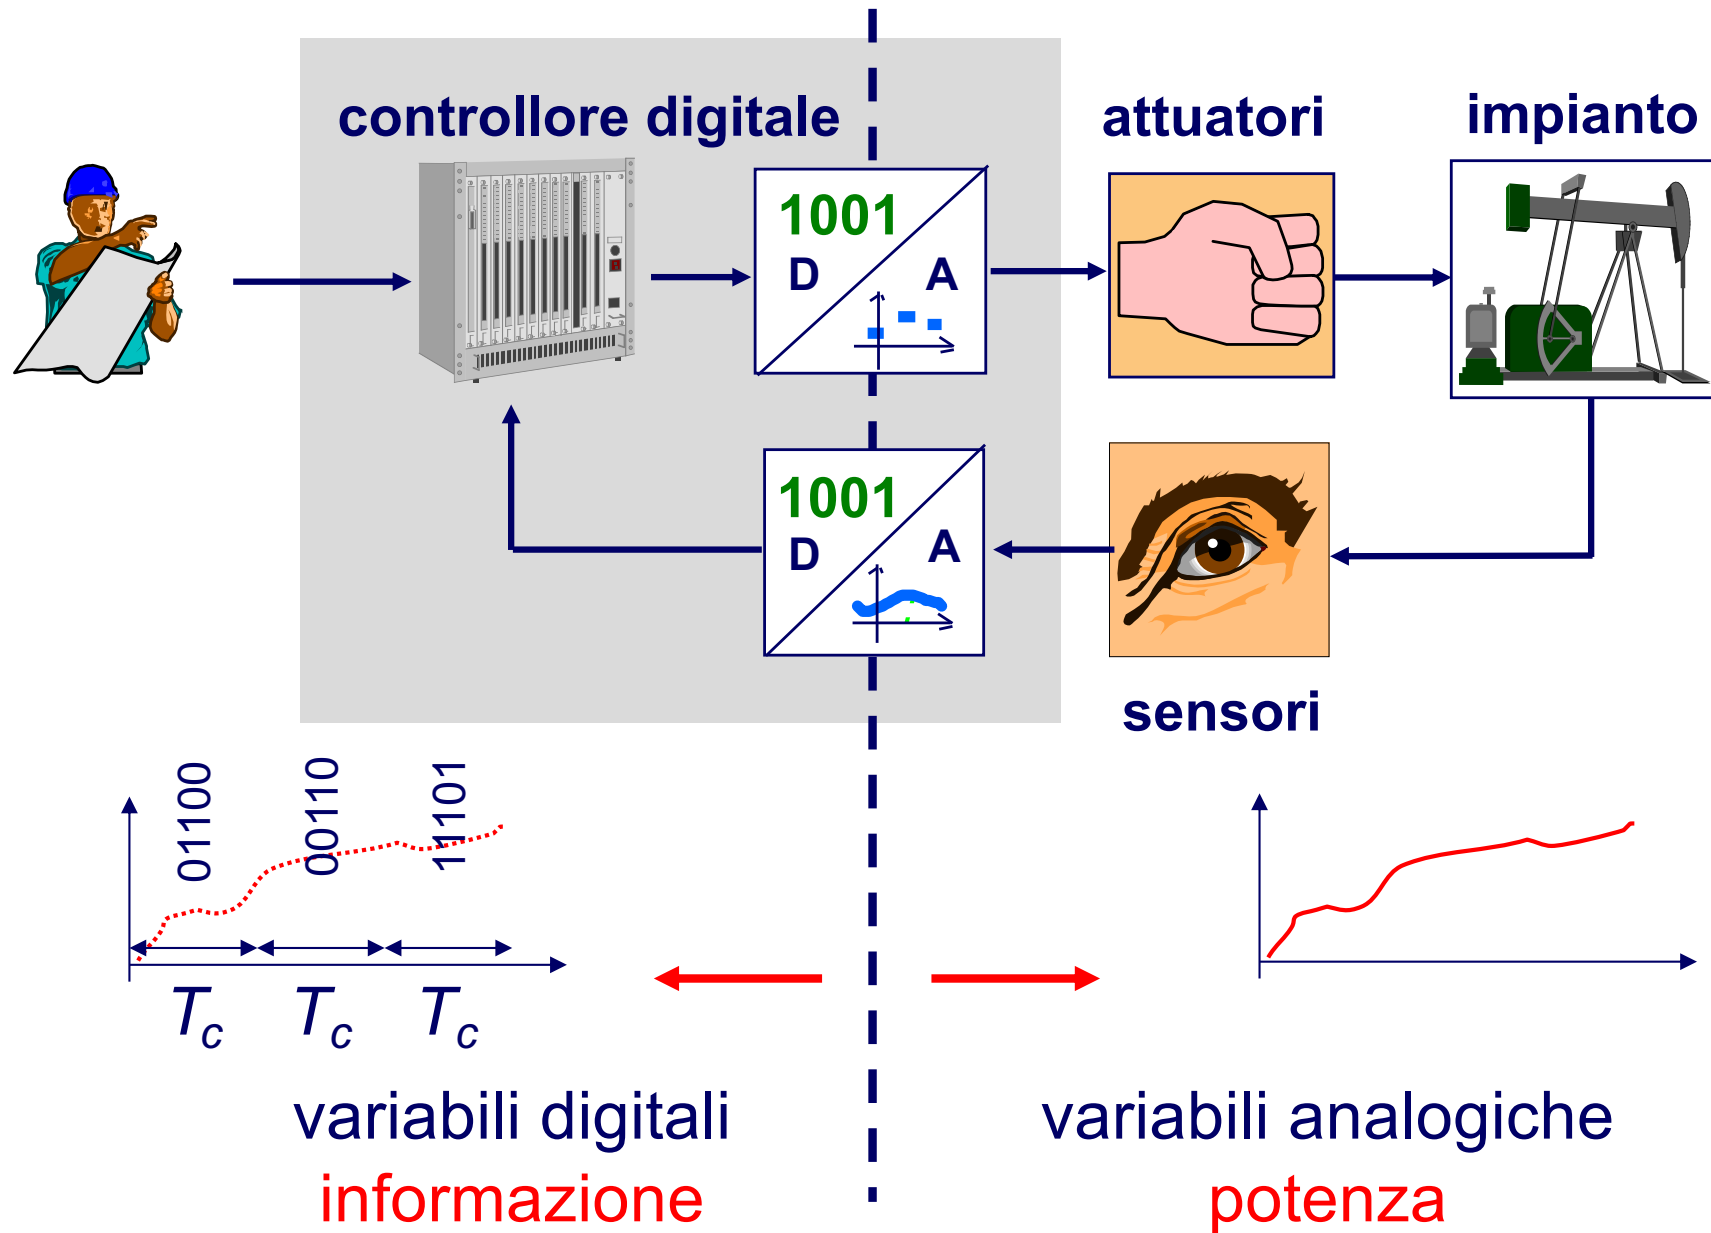 controllore digitale
attuatori
impianto
1001
D
A
1001
D
A
sensori
01100
00110
11101
Tc
Tc
Tc
variabili digitali
variabili analogiche
informazione
potenza